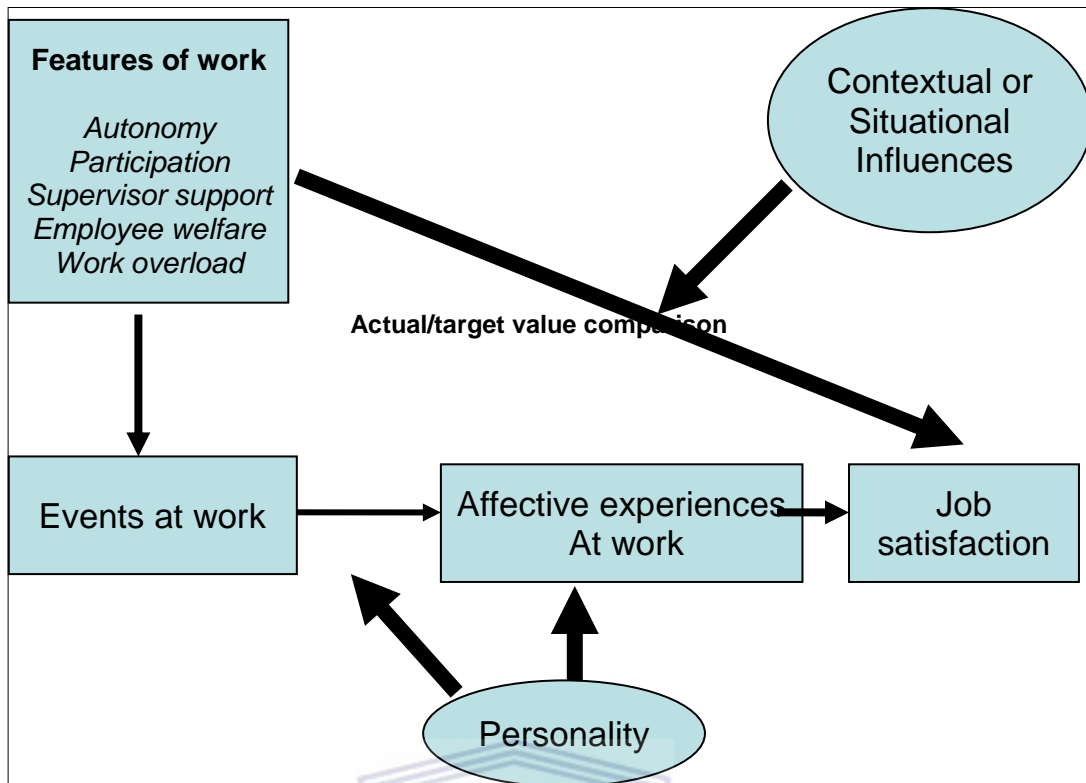 Features of work
Autonomy
Participation
Supervisor support
Employee welfare
Work overload
Contextual or
Situational
Influences
Actual/target value comparison
Events at work
Affective experiences
At work
Job
satisfaction
Personality